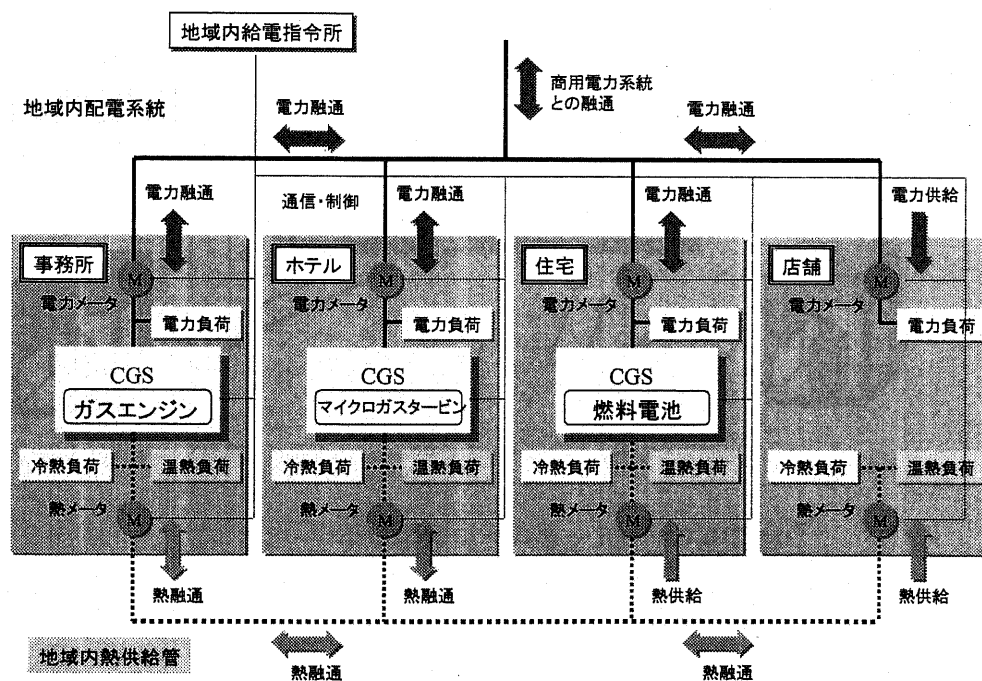 地域内給電指令所
商用電力系統
との融通
地域内配電系統
電力融通
電力融通
電力融通
通信・制御
電力融通
電力融通
電力供給
事務所
ホテル
住宅
店舗
M
M
M
M
電力メータ
電力メータ
電力メータ
電力メータ
電力負荷
電力負荷
電力負荷
電力負荷
CGS
CGS
CGS
ガスエンジン
マイクロガスタービン
燃料電池
冷熱負荷
温熱負荷
冷熱負荷
温熱負荷
冷熱負荷
温熱負荷
冷熱負荷
温熱負荷
熱メータ
M
熱メータ
M
熱メータ
M
熱メータ
M
熱融通
熱融通
熱供給
熱供給
地域内熱供給管
熱融通
熱融通